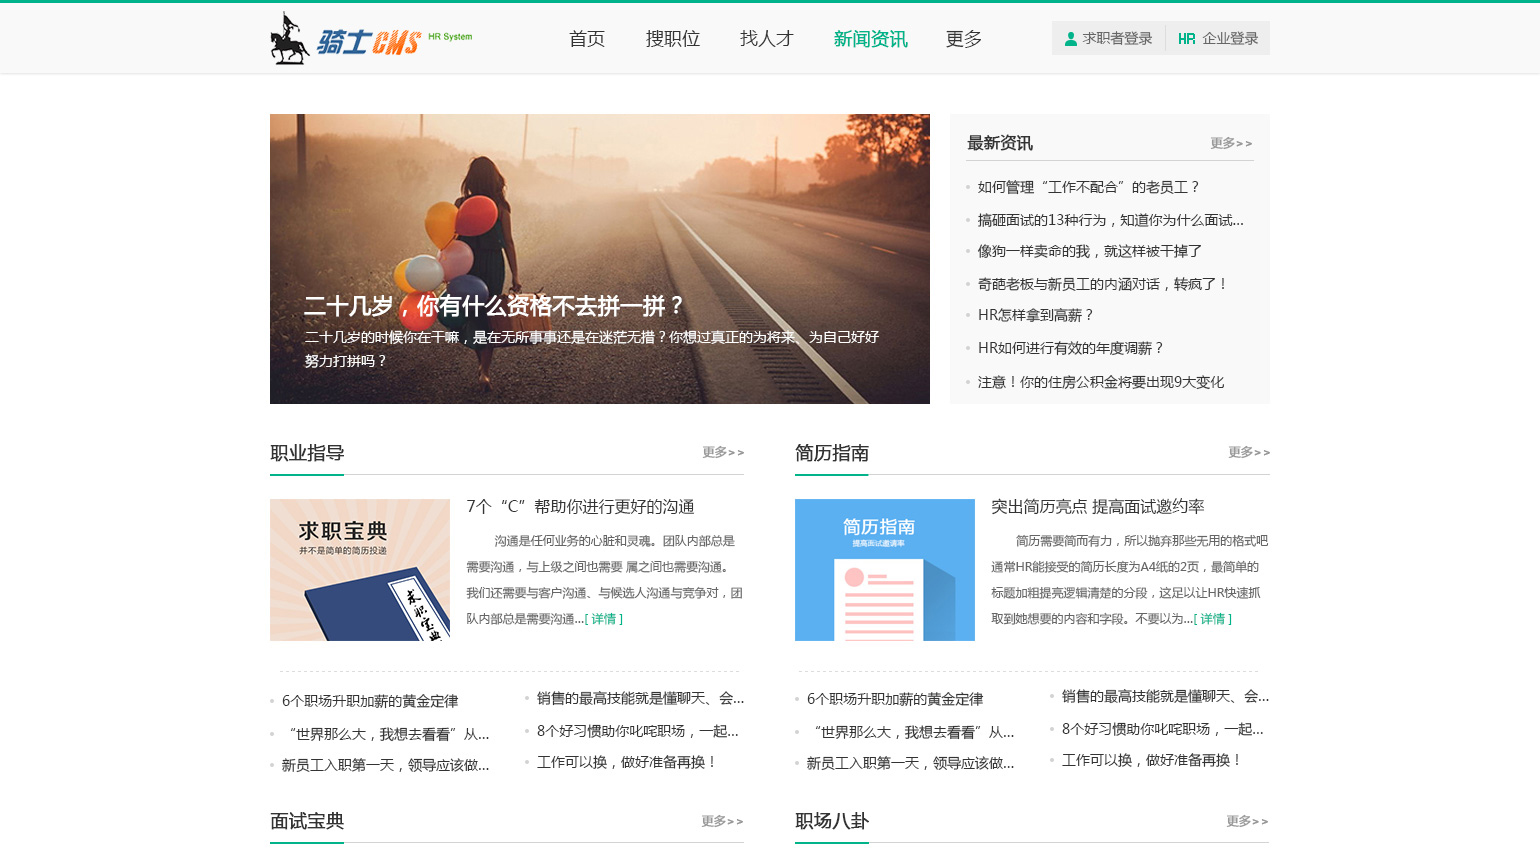 骑士CMS HR System
首页 搜职位 找人才 新闻资讯 更多
求职者登录 HR 企业登录
二十几岁，你有什么资格不去拼一拼？
二十几岁的时候你在干嘛，是在无所事事还是在迷茫无措？你想过真正的为将来、为自己好好
努力打拼吗？
最新资讯 更多>>
如何管理“工作不配合”的老员工？
搞砸面试的13种行为，知道你为什么面试...
像狗一样卖命的我，就这样被干掉了
奇葩老板与新员工的内涵对话，转疯了！
HR怎样拿到高薪？
HR如何进行有效的年度调薪？
注意！你的住房公积金将要出现9大变化
职业指导 更多>>
求职宝典
并不是简单的简历投递
求职宝典
7个“C”帮助你进行更好的沟通
沟通是任何业务的心脏和灵魂。团队内部总是
需要沟通，与上级之间也需要 属之间也需要沟通。
我们还需要与客户沟通、与候选人沟通与竞争对，团
队内部总是需要沟通...[ 详情 ]
6个职场升职加薪的黄金定律
“世界那么大，我想去看看”从...
新员工入职第一天，领导应该做...
销售的最高技能就是懂聊天、会...
8个好习惯助你叱咤职场，一起...
工作可以换，做好准备再换！
简历指南 更多>>
简历指南
提高面试邀请率
突出简历亮点 提高面试邀约率
简历需要简而有力，所以抛弃那些无用的格式吧
通常HR能接受的简历长度为A4纸的2页，最简单的
标题加粗提亮逻辑清楚的分段，这足以让HR快速抓
取到她想要的内容和字段。不要以为...[ 详情 ]
6个职场升职加薪的黄金定律
“世界那么大，我想去看看”从...
新员工入职第一天，领导应该做...
销售的最高技能就是懂聊天、会...
8个好习惯助你叱咤职场，一起...
工作可以换，做好准备再换！
面试宝典 更多>>
职场八卦 更多>>